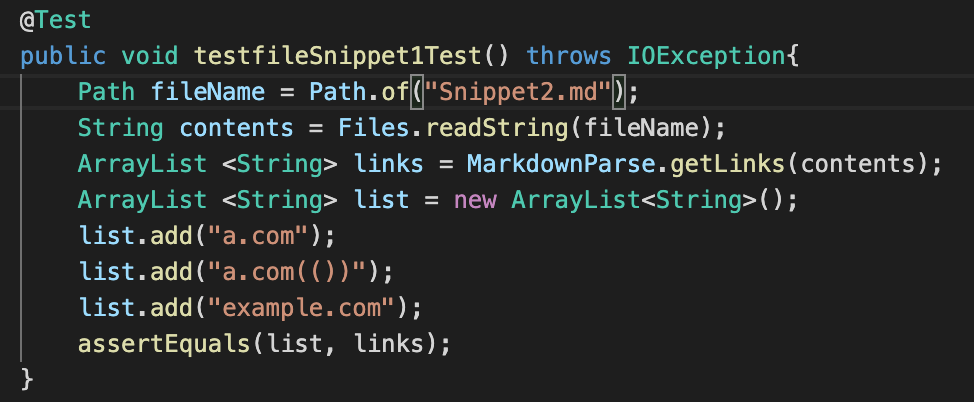 @Test
public void testfileSnippet1Test() throws IOException{
Path fileName = Path.of("Snippet2.md");
String contents = Files.readString(fileName);
ArrayList <String> links = MarkdownParse.getLinks(contents);
ArrayList <String> list = new ArrayList<String>();
list.add("a.com");
list.add("a.com(())");
list.add("example.com");
assertEquals(list, links);
}